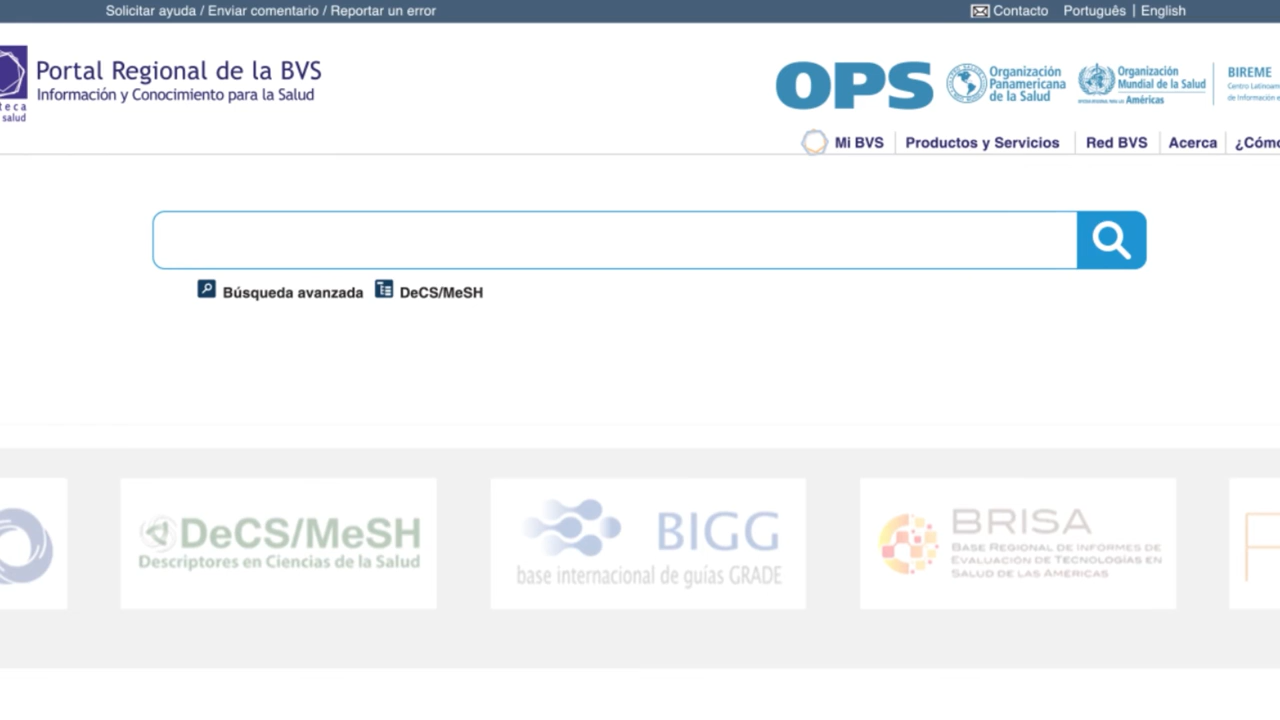 Solicitar ayuda / Enviar comentario / Reportar un error
Contacto Português | English
Portal Regional de la BVS
Información y Conocimiento para la Salud
salud
OPS
Organización
Panamericana
de la Salud
Organización
Mundial de la Salud
Américas
BIREME
Mi BVS
Productos y Servicios
Red BVS
Acerca
Búsqueda avanzada
DeCS/MeSH
DeCS/MeSH
Descriptores en Ciencias de la Salud
BIGG
base internacional de guías GRADE
BRISA
BASE REGIONAL DE INFORMES DE
EVALUACIÓN DE TECNOLOGÍAS EN
SALUD DE LAS AMÉRICAS